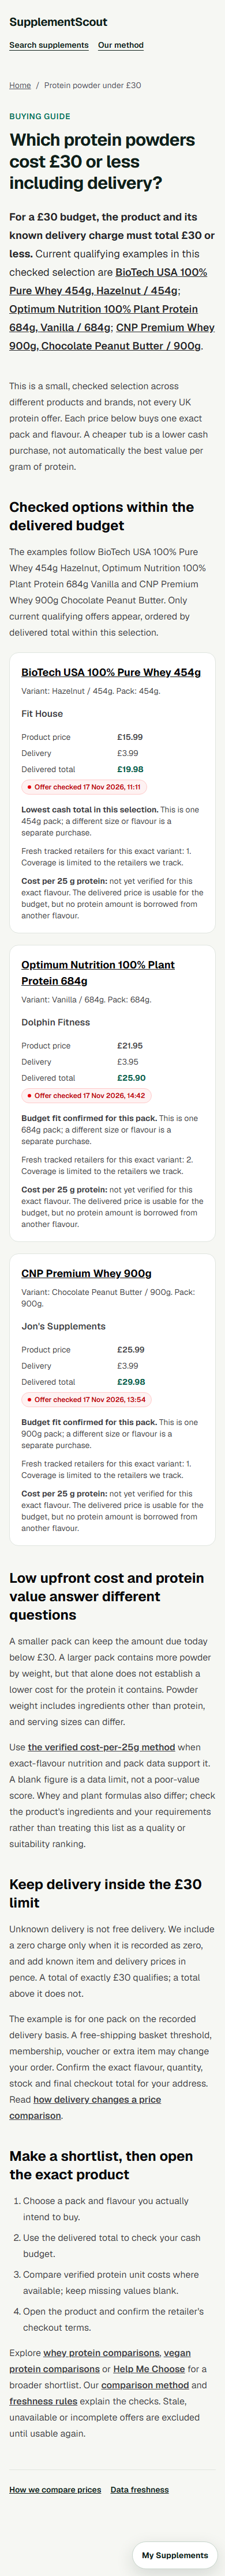 SupplementScout
Search supplements Our method
Home / Protein powder under £30
BUYING GUIDE
Which protein powders
cost £30 or less
including delivery?
For a £30 budget, the product and its
known delivery charge must total £30 or
less. Current qualifying examples in this
checked selection are BioTech USA 100%
Pure Whey 454g, Hazelnut / 454g;
Optimum Nutrition 100% Plant Protein
684g, Vanilla / 684g; CNP Premium Whey
900g, Chocolate Peanut Butter / 900g.
This is a small, checked selection across
different products and brands, not every UK
protein offer. Each price below buys one exact
pack and flavour. A cheaper tub is a lower cash
purchase, not automatically the best value per
gram of protein.
Checked options within the
delivered budget
The examples follow BioTech USA 100% Pure
Whey 454g Hazelnut, Optimum Nutrition 100%
Plant Protein 684g Vanilla and CNP Premium
Whey 900g Chocolate Peanut Butter. Only
current qualifying offers appear, ordered by
delivered total within this selection.
BioTech USA 100% Pure Whey 454g
Variant: Hazelnut / 454g. Pack: 454g.
Fit House
Product price £15.99
Delivery £3.99
Delivered total £19.98
Offer checked 17 Nov 2026, 11:11
Lowest cash total in this selection. This is one
454g pack; a different size or flavour is a
separate purchase.
Fresh tracked retailers for this exact variant: 1.
Coverage is limited to the retailers we track.
Cost per 25 g protein: not yet verified for this
exact flavour. The delivered price is usable for the
budget, but no protein amount is borrowed from
another flavour.
Optimum Nutrition 100% Plant
Protein 684g
Variant: Vanilla / 684g. Pack: 684g.
Dolphin Fitness
Product price £21.95
Delivery £3.95
Delivered total £25.90
Offer checked 17 Nov 2026, 14:42
Budget fit confirmed for this pack. This is one
684g pack; a different size or flavour is a
separate purchase.
Fresh tracked retailers for this exact variant: 2.
Coverage is limited to the retailers we track.
Cost per 25 g protein: not yet verified for this
exact flavour. The delivered price is usable for the
budget, but no protein amount is borrowed from
another flavour.
CNP Premium Whey 900g
Variant: Chocolate Peanut Butter / 900g. Pack:
900g.
Jon's Supplements
Product price £25.99
Delivery £3.99
Delivered total £29.98
Offer checked 17 Nov 2026, 13:54
Budget fit confirmed for this pack. This is one
900g pack; a different size or flavour is a
separate purchase.
Fresh tracked retailers for this exact variant: 1.
Coverage is limited to the retailers we track.
Cost per 25 g protein: not yet verified for this
exact flavour. The delivered price is usable for the
budget, but no protein amount is borrowed from
another flavour.
Low upfront cost and protein
value answer different
questions
A smaller pack can keep the amount due today
below £30. A larger pack contains more powder
by weight, but that alone does not establish a
lower cost for the protein it contains. Powder
weight includes ingredients other than protein,
and serving sizes can differ.
Use the verified cost-per-25g method when
exact-flavour nutrition and pack data support it.
A blank figure is a data limit, not a poor-value
score. Whey and plant formulas also differ; check
the product's ingredients and your requirements
rather than treating this list as a quality or
suitability ranking.
Keep delivery inside the £30
limit
Unknown delivery is not free delivery. We include
a zero charge only when it is recorded as zero,
and add known item and delivery prices in
pence. A total of exactly £30 qualifies; a total
above it does not.
The example is for one pack on the recorded
delivery basis. A free-shipping basket threshold,
membership, voucher or extra item may change
your order. Confirm the exact flavour, quantity,
stock and final checkout total for your address.
Read how delivery changes a price
comparison.
Make a shortlist, then open
the exact product
1. Choose a pack and flavour you actually
intend to buy.
2. Use the delivered total to check your cash
budget.
3. Compare verified protein unit costs where
available; keep missing values blank.
4. Open the product and confirm the retailer's
checkout terms.
Explore whey protein comparisons, vegan
protein comparisons or Help Me Choose for a
broader shortlist. Our comparison method and
freshness rules explain the checks. Stale,
unavailable or incomplete offers are excluded
until usable again.
How we compare prices Data freshness
My Supplements